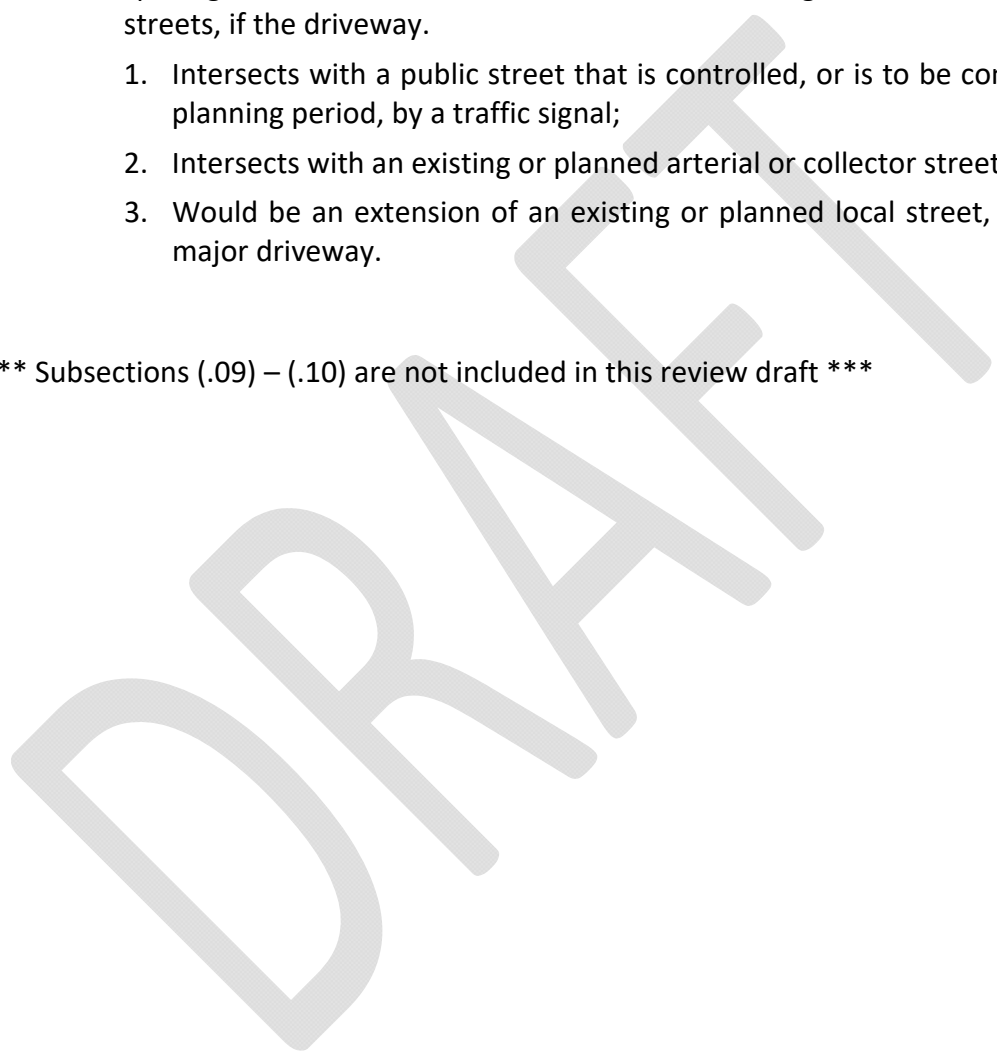 streets, if the driveway.
1. Intersects with a public street that is controlled, or is to be
planning period, by a traffic signal;
2. Intersects with an existing or planned arterial or collector street
3. Would be an extension of an existing or planned local street,
major driveway.
** Subsections (.09) – (.10) are not included in this review draft ***
DRAFT